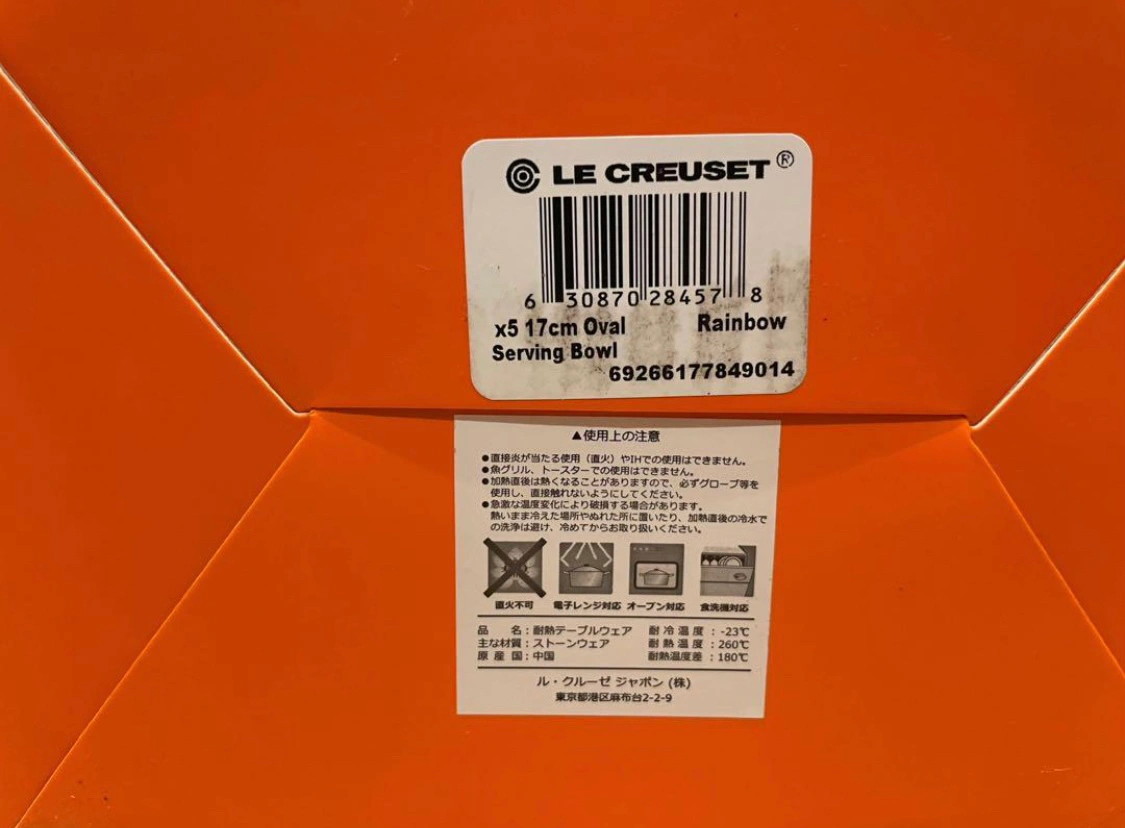 LE CREUSET®
6 30870 28457 8
x5 17cm Oval Rainbow
Serving Bowl
69266177849014
▲使用上の注意
●直接炎が当たる使用（直火）やIHでの使用はできません。
●魚グリル、トースターでの使用はできません。
●加熱直後は熱くなることがありますので、必ずグローブ等を
使用し、直接触れないようにしてください。
●急激な温度変化により破損する場合があります。
熱いまま冷えた場所やぬれた所に置いたり、加熱直後の冷水で
の洗浄は避け、冷めてからお取り扱いください。
直火不可 電子レンジ対応 オーブン対応 食洗機対応
品 名：耐熱テーブルウェア 耐冷温度：-23℃
主な材質：ストーンウェア 耐熱温度：260℃
原産国：中国 耐熱温度差：180℃
ル・クルーゼ ジャポン (株)
東京都港区麻布台2-2-9